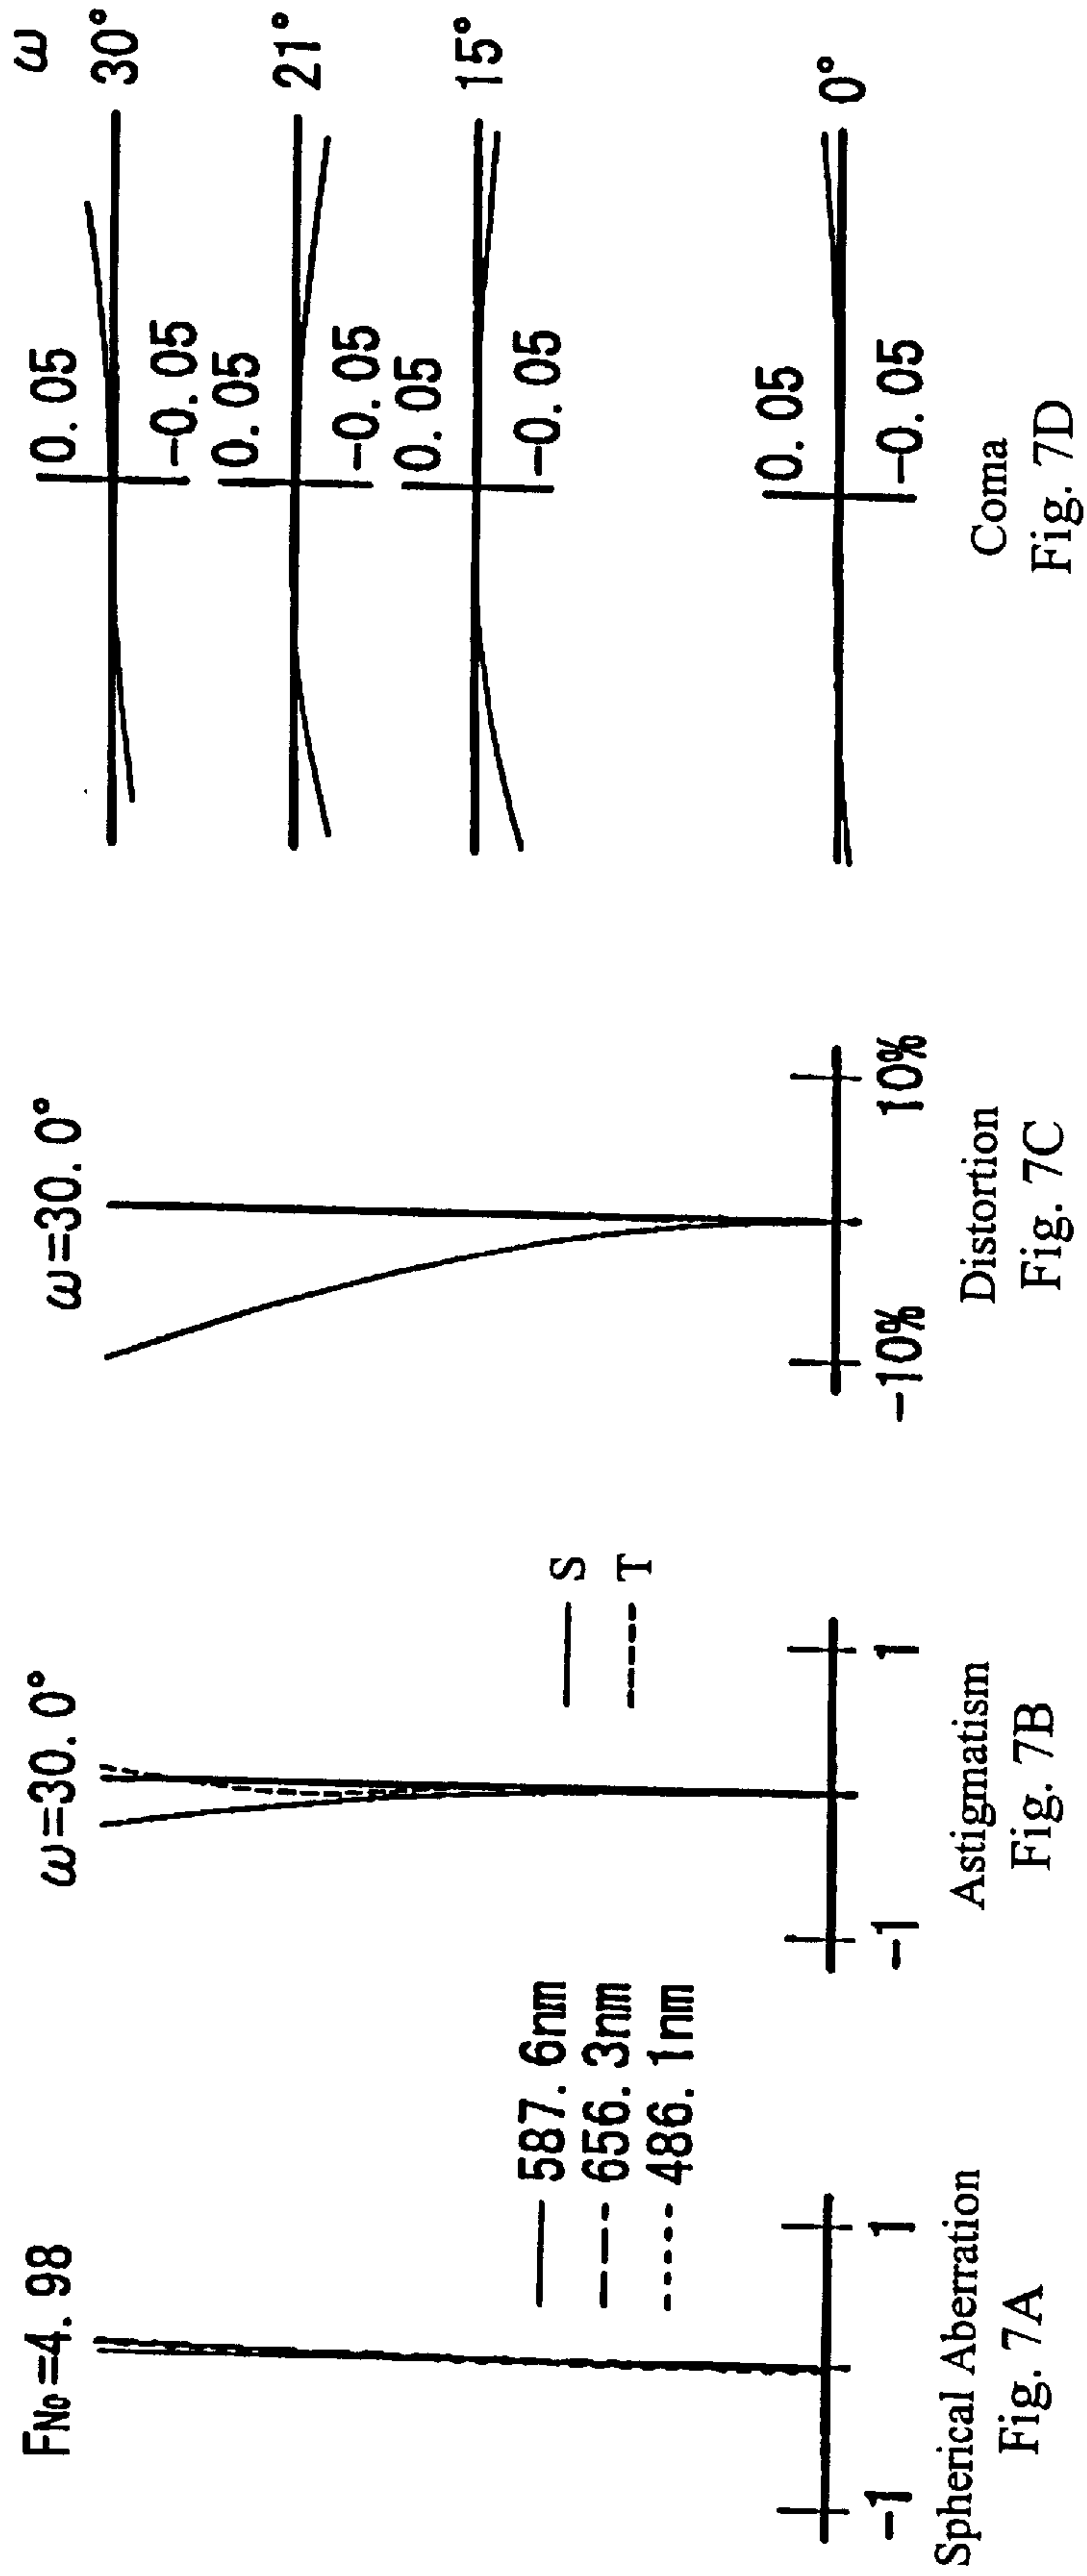 FNo=4. 98
587. 6nm
656. 3nm
486. 1nm
-1
1
Spherical Aberration
Fig. 7A
ω=30. 0°
S
T
-1
1
Astigmatism
Fig. 7B
ω=30. 0°
-10%
10%
Distortion
Fig. 7C
ω
0. 05
30°
-0. 05
0. 05
21°
-0. 05
0. 05
15°
-0. 05
0. 05
0°
-0. 05
Coma
Fig. 7D